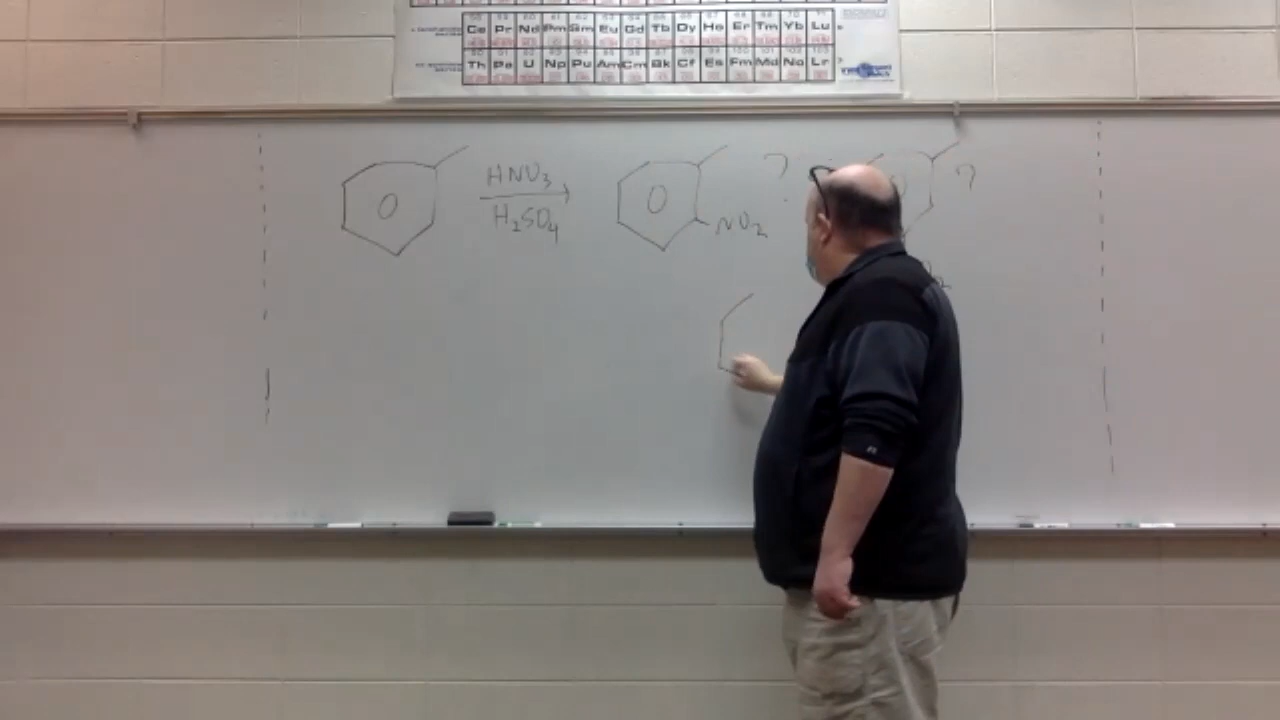 Ce Pr Nd Pm Sm Eu Gd Tb Dy Ho Er Tm Yb Lu
Th Pa U Np Pu Am Cm Bk Cf Es Fm Md No Lr
HNO3
H2SO4
NO2
?
?